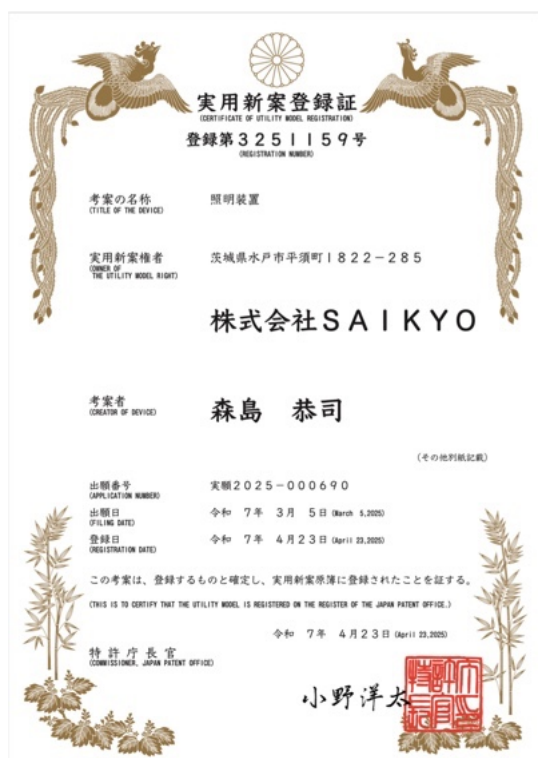 実用新案登録証
(CERTIFICATE OF UTILITY MODEL REGISTRATION)
登録第3251159号
(REGISTRATION NUMBER)
考案の名称 照明装置
(TITLE OF THE DEVICE)
実用新案権者 茨城県水戸市平須町1822-285
(OWNER OF
THE UTILITY MODEL RIGHT)
株式会社SAIKYO
考案者 森島 恭司
(CREATOR OF DEVICE)
(その他別紙記載)
出願番号 実願2025-000690
(APPLICATION NUMBER)
出願日 令和 7年 3月 5日(March 5,2025)
(FILING DATE)
登録日 令和 7年 4月23日(April 23,2025)
(REGISTRATION DATE)
この考案は、登録するものと確定し、実用新案原簿に登録されたことを証する。
(THIS IS TO CERTIFY THAT THE UTILITY MODEL IS REGISTERED ON THE REGISTER OF THE JAPAN PATENT OFFICE.)
令和 7年 4月23日(April 23,2025)
特許庁長官
(COMMISSIONER, JAPAN PATENT OFFICE)
小野洋太